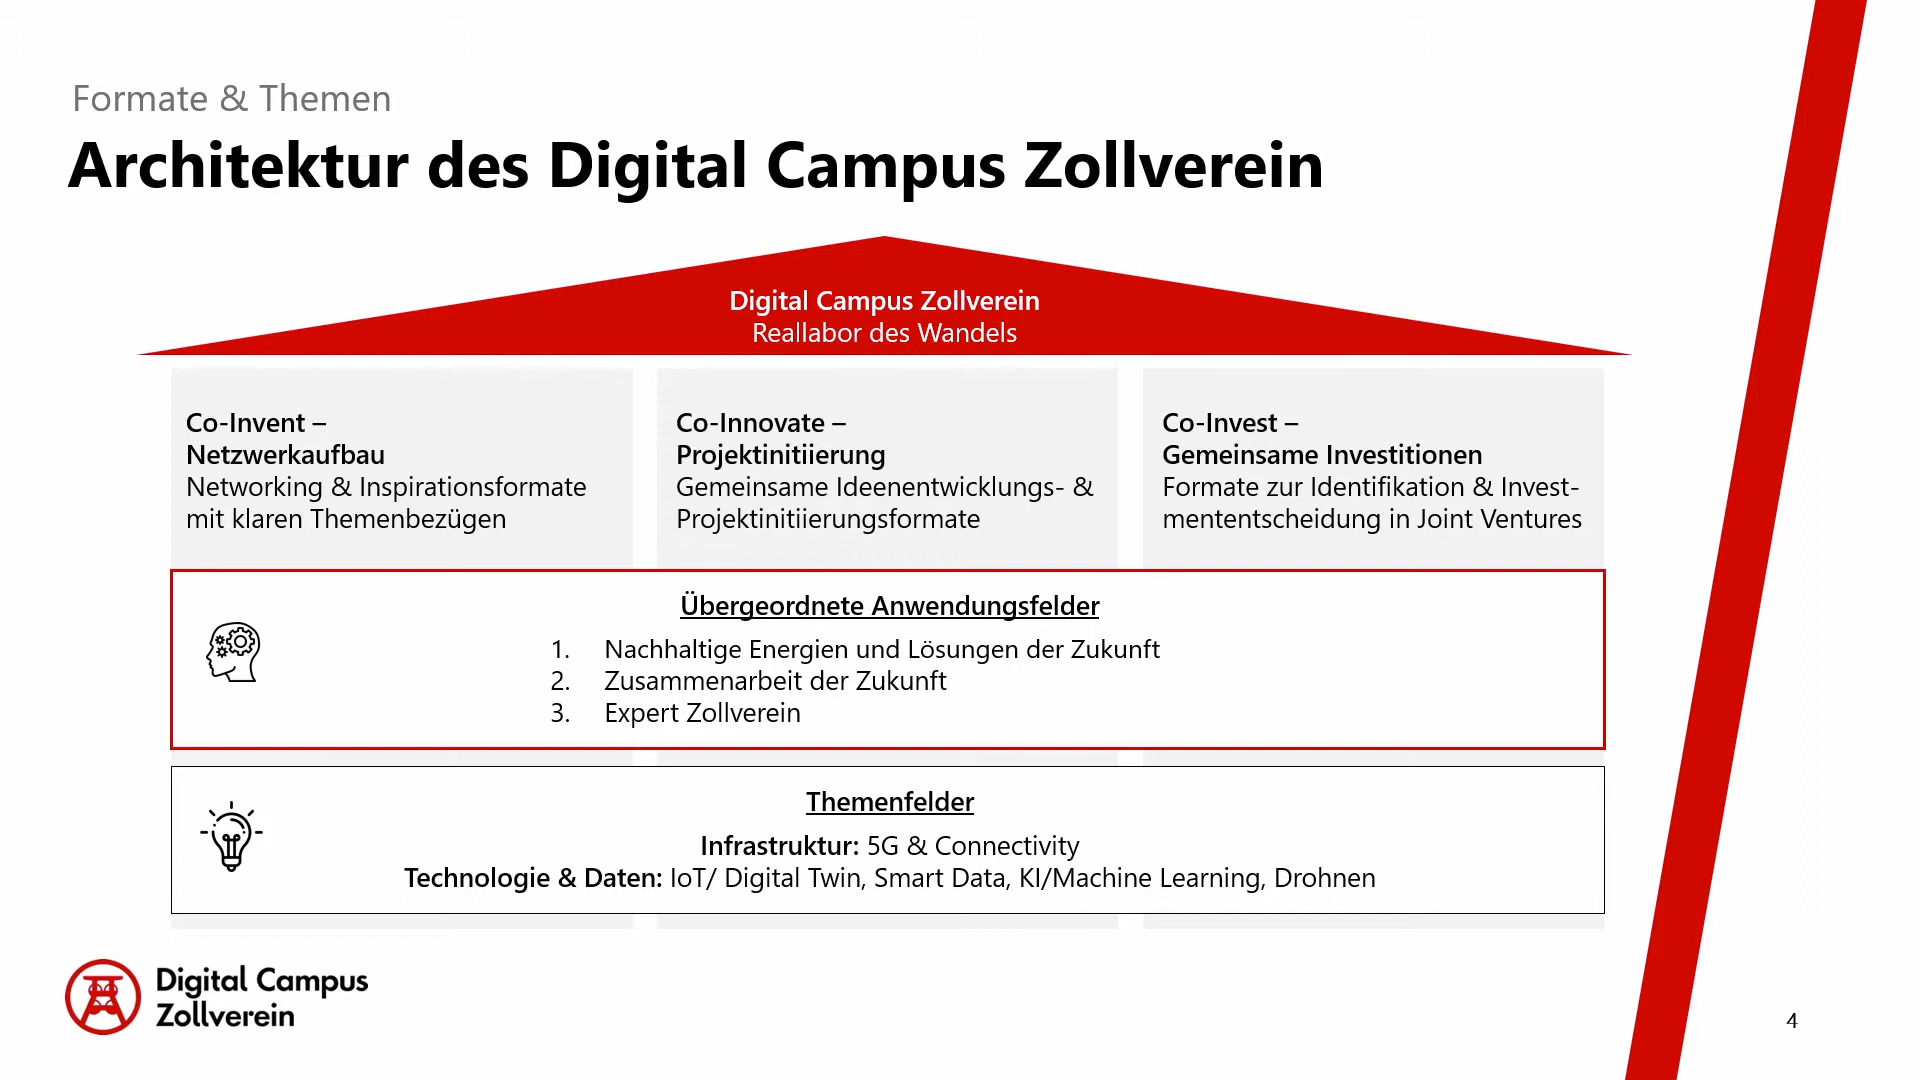 Formate & Themen
Architektur des Digital Campus Zollverein
Digital Campus Zollverein
Reallabor des Wandels
Co-Invent –
Netzwerkaufbau
Networking & Inspirationsformate
mit klaren Themenbezügen
Co-Innovate –
Projektinitiierung
Gemeinsame Ideenentwicklungs- &
Projektinitiierungsformate
Co-Invest –
Gemeinsame Investitionen
Formate zur Identifikation & Invest-
mententscheidung in Joint Ventures
Übergeordnete Anwendungsfelder
1. Nachhaltige Energien und Lösungen der Zukunft
2. Zusammenarbeit der Zukunft
3. Expert Zollverein
Themenfelder
Infrastruktur: 5G & Connectivity
Technologie & Daten: IoT/ Digital Twin, Smart Data, KI/Machine Learning, Drohnen
Digital Campus
Zollverein
4